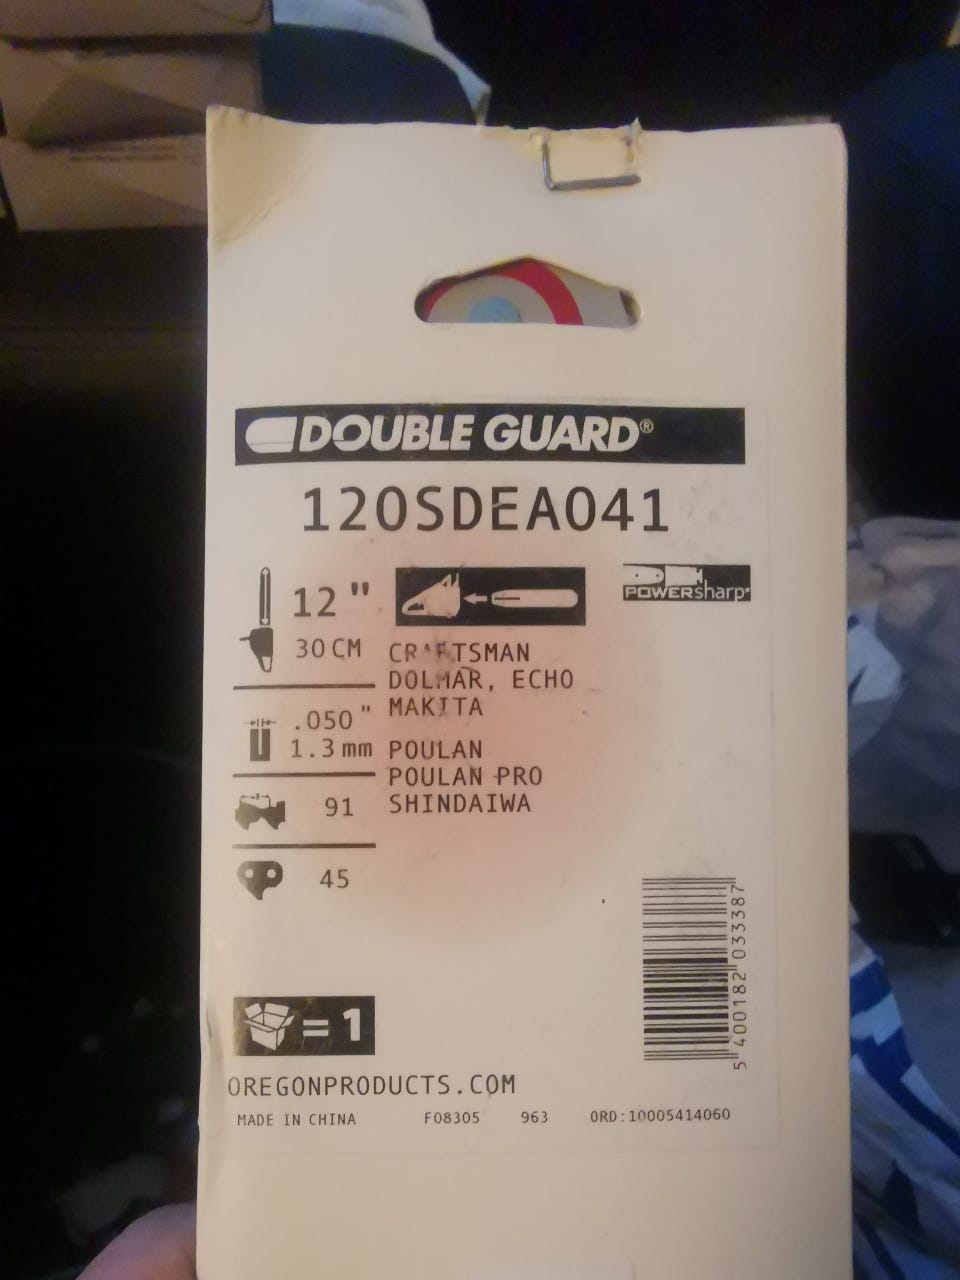 DOUBLE GUARD®
120SDEA041
12"
30 CM
.050"
1.3 mm
91
45
CRAFTSMAN
DOLMAR, ECHO
MAKITA
POULAN
POULAN PRO
SHINDAIWA
POWERsharp®
= 1
5 400182 033387
OREGONPRODUCTS.COM
MADE IN CHINA F08305 963 ORD:10005414060